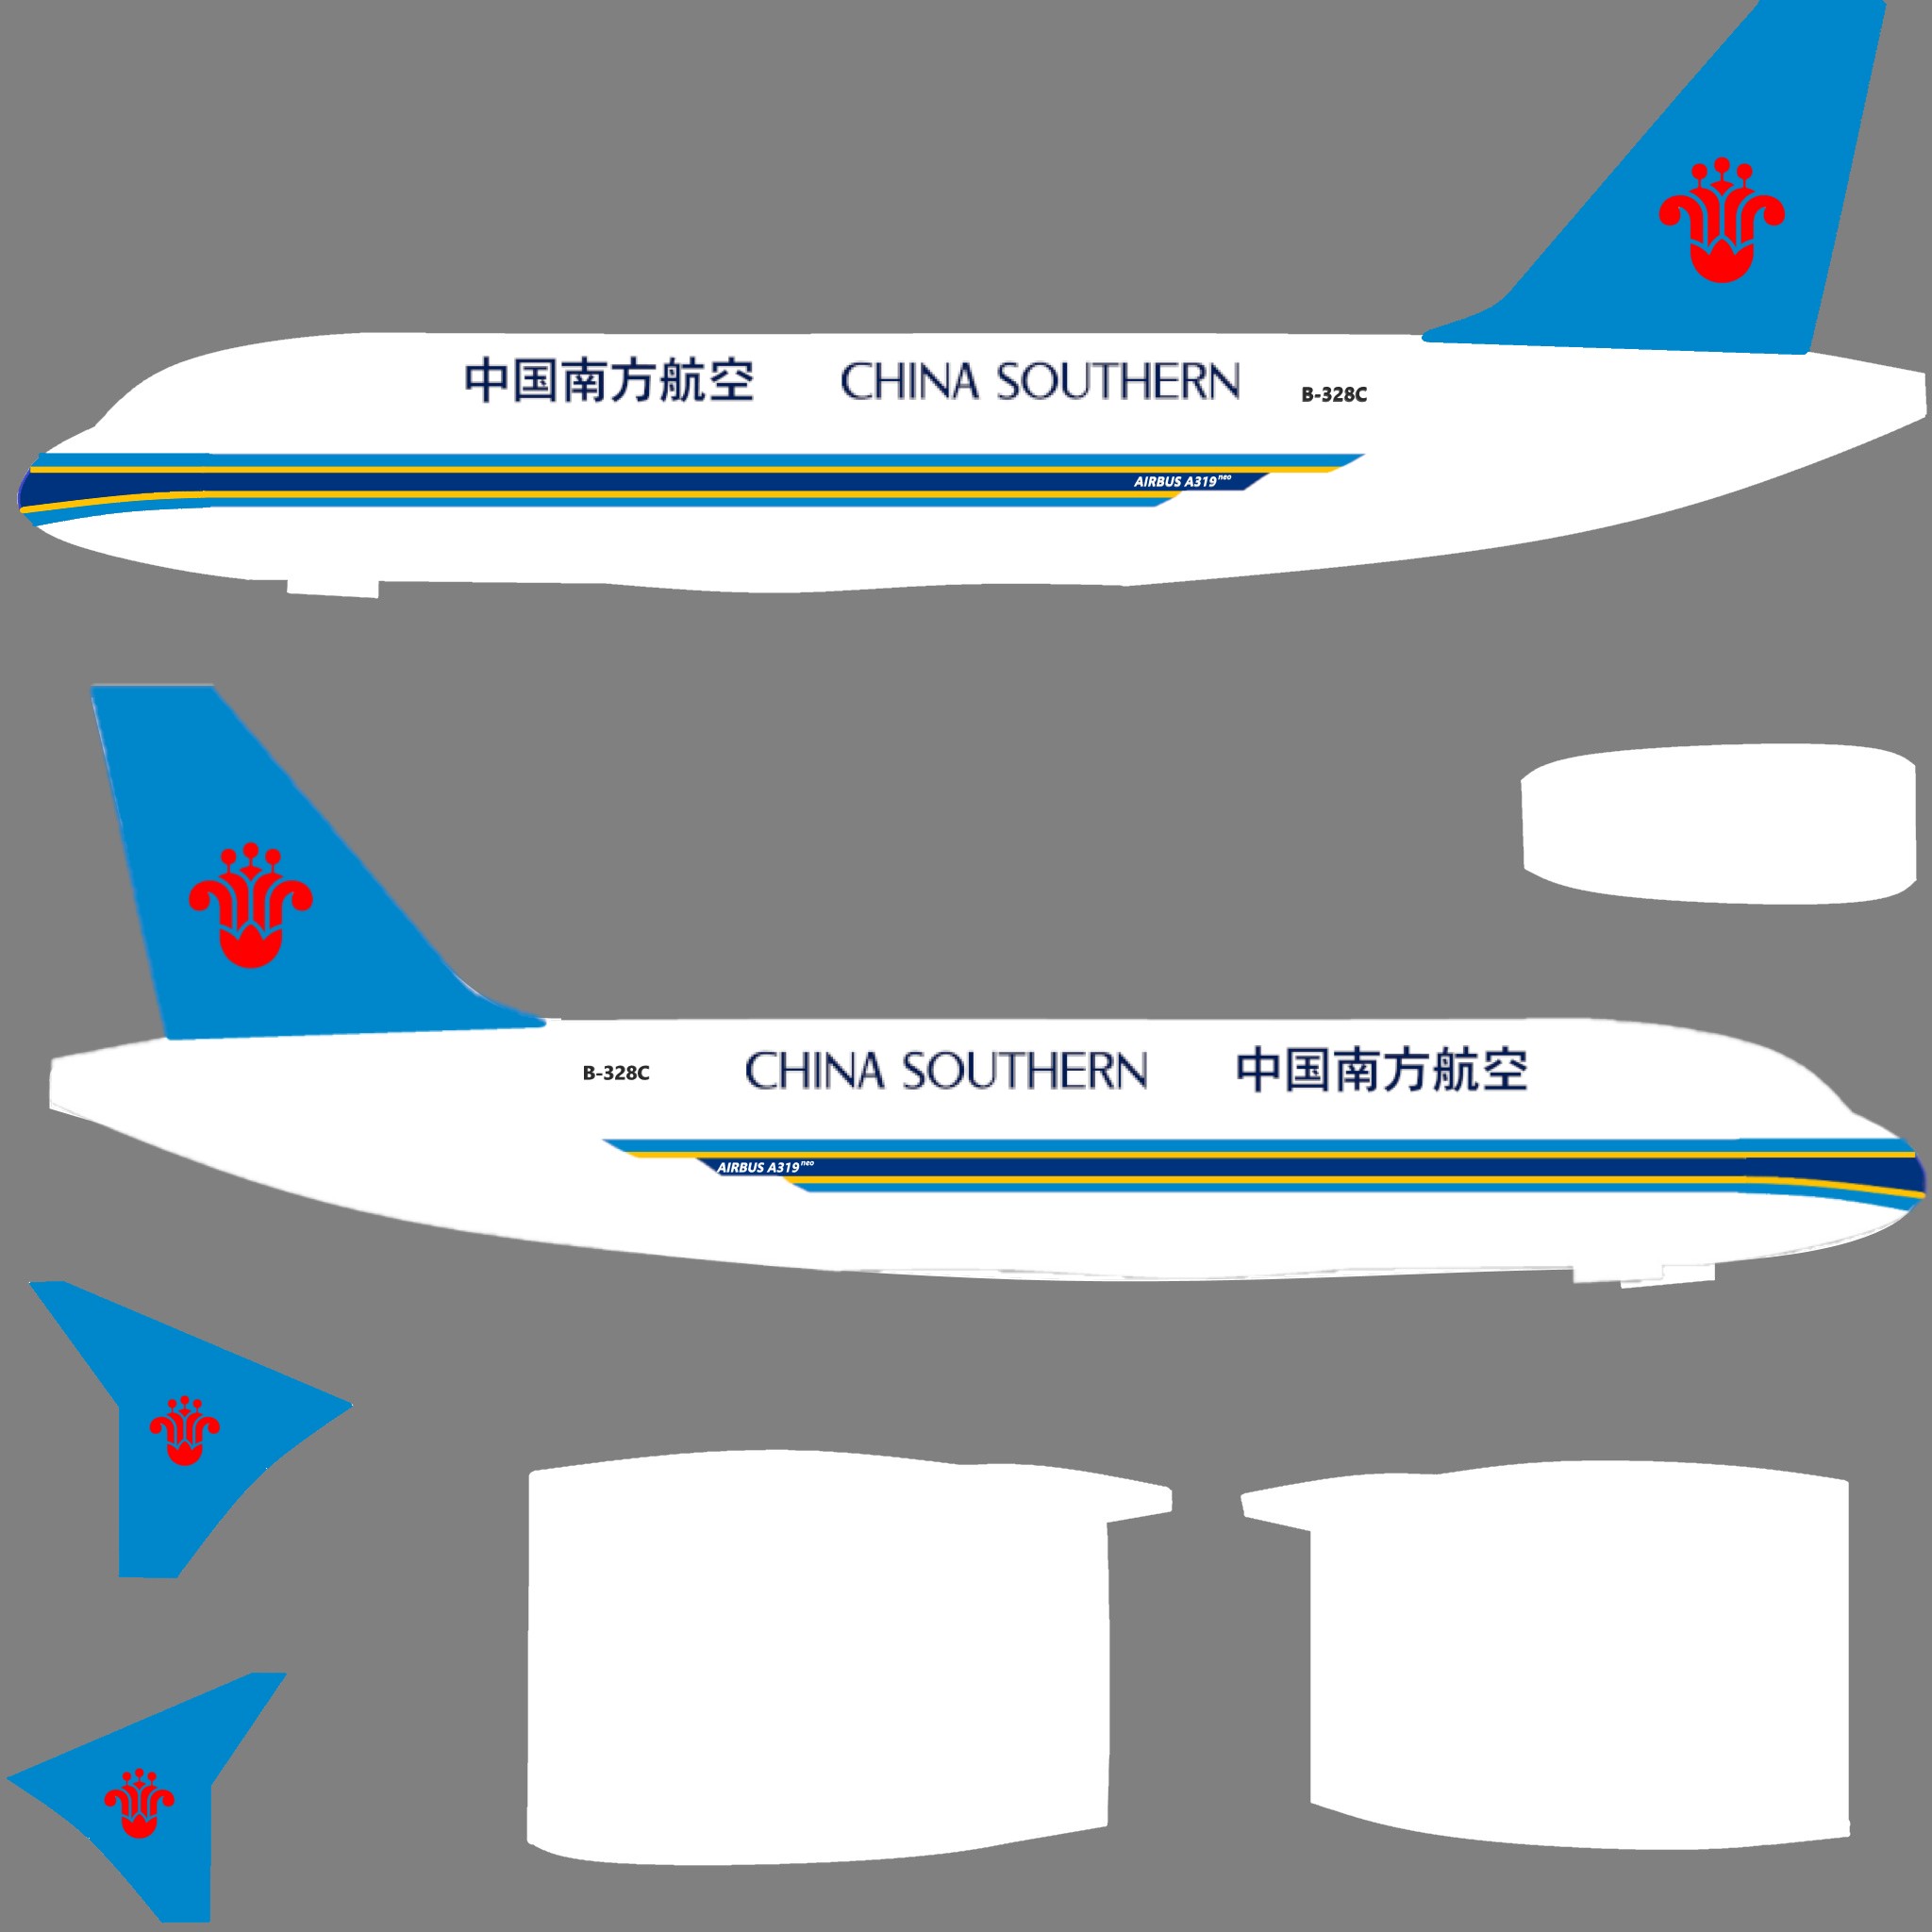 中国南方航空 CHINA SOUTHERN B-328C
AIRBUS A319neo
B-328C CHINA SOUTHERN 中国南方航空
AIRBUS A319neo